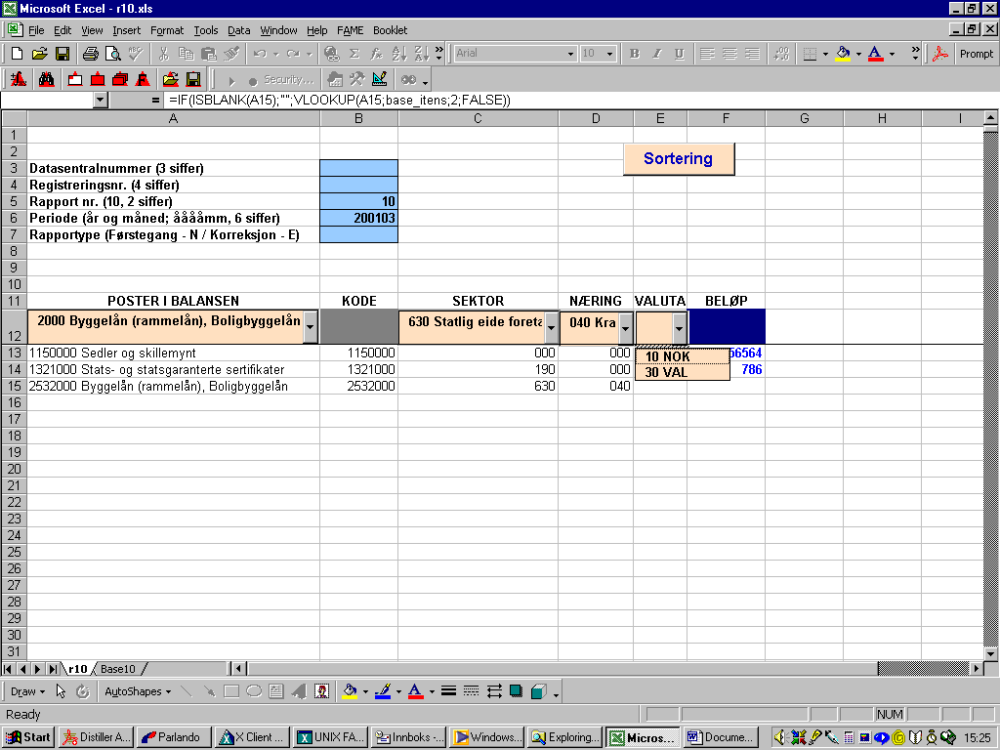 Microsoft Excel - r10.xls
File Edit View Insert Format Tools Data Window Help FAME Booklet
Arial 10 B I U Prompt
Security...
= =IF(ISBLANK(A15);"";VLOOKUP(A15;base_itens;2;FALSE))
A B C D E F G H I
1
2
Sortering
3 Datasentralnummer (3 siffer)
4 Registreringsnr. (4 siffer)
5 Rapport nr. (10, 2 siffer) 10
6 Periode (år og måned; ååååmm, 6 siffer) 200103
7 Rapportype (Førstegang - N / Korreksjon - E)
8
9
10
11 POSTER I BALANSEN KODE SEKTOR NÆRING VALUTA BELØP
12 2000 Byggelån (rammelån), Boligbyggelån 630 Statlig eide foreta 040 Kra
13 1150000 Sedler og skillemynt 1150000 000 000 10 NOK 56564
14 1321000 Stats- og statsgaranterte sertifikater 1321000 190 000 30 VAL 786
15 2532000 Byggelån (rammelån), Boligbyggelån 2532000 630 040
16
17
18
19
20
21
22
23
24
25
26
27
28
29
30
31
r10 Base10
Draw AutoShapes
Ready NUM
Start Distiller A... Parlando X Client ... UNIX FA... Innboks -... Windows... Exploring... Micros... Docume... 15:25